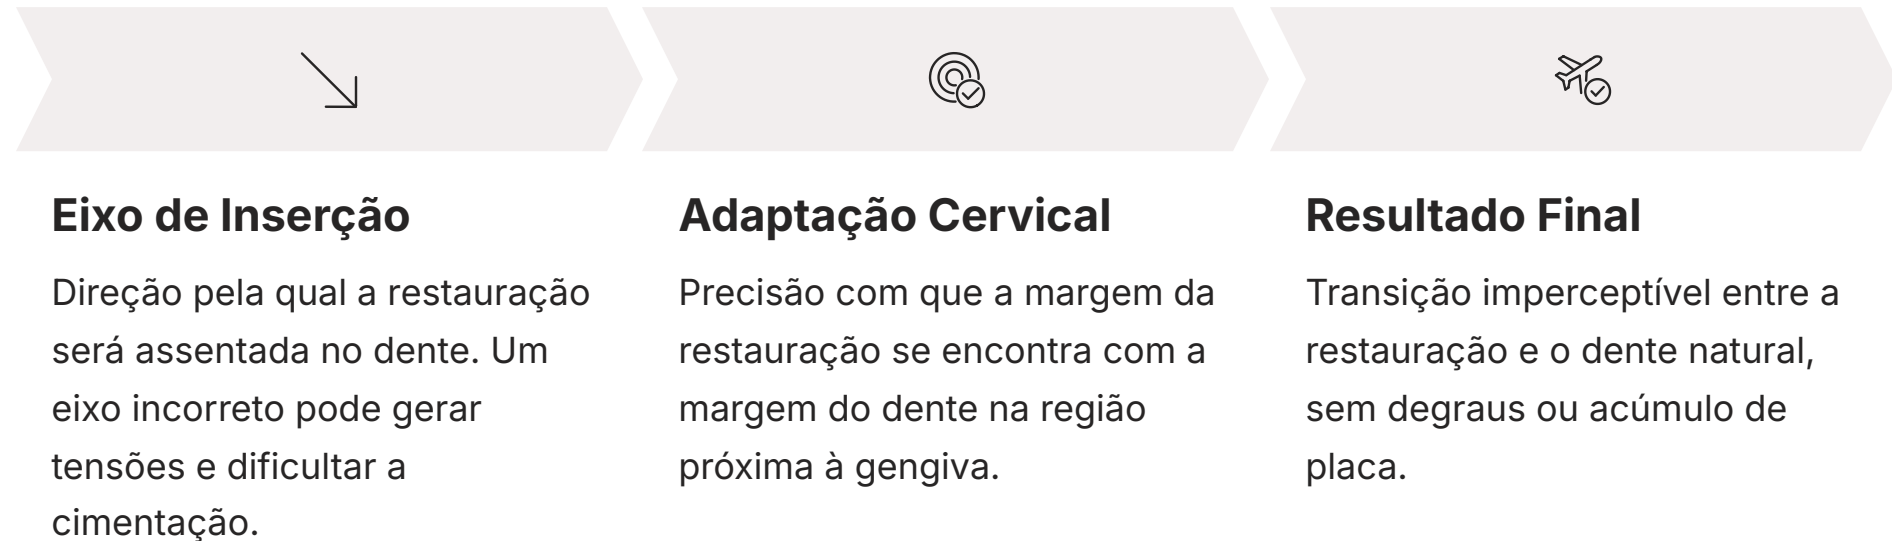 Eixo de Inserção
Direção pela qual a restauração
será assentada no dente. Um
eixo incorreto pode gerar
tensões e dificultar a
cimentação.
Adaptação Cervical
Precisão com que a margem da
restauração se encontra com a
margem do dente na região
próxima à gengiva.
Resultado Final
Transição imperceptível entre a
restauração e o dente natural,
sem degraus ou acúmulo de
placa.